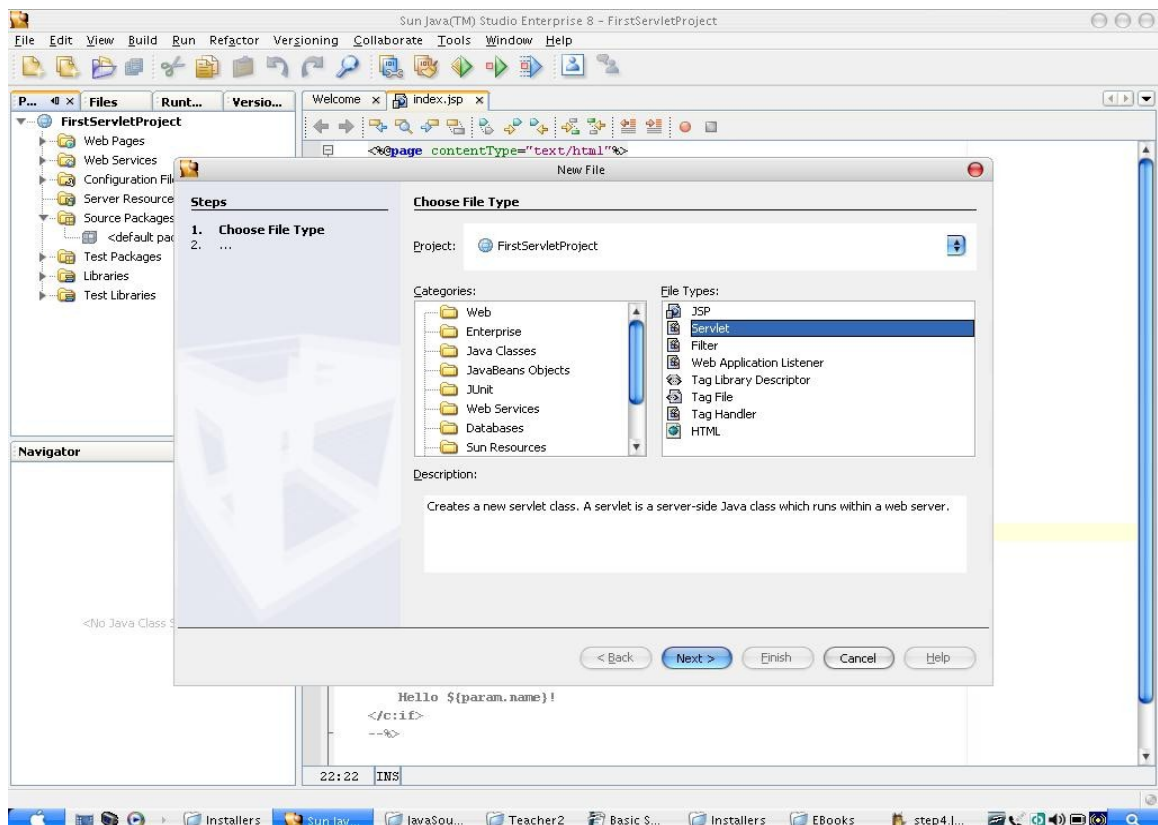 Sun Java(TM) Studio Enterprise 8 - FirstServletProject
File Edit View Build Run Refactor Versioning Collaborate Tools Window Help
P... Files Runt... Versio...
Welcome index.jsp
FirstServletProject
Web Pages
Web Services
Configuration Fil
Server Resource
Source Packages
<default pac
Test Packages
Libraries
Test Libraries
<%@page contentType="text/html"%>
New File
Steps
1. Choose File Type
2. ...
Choose File Type
Project: FirstServletProject
Categories:
Web
Enterprise
Java Classes
JavaBeans Objects
JUnit
Web Services
Databases
Sun Resources
File Types:
JSP
Servlet
Filter
Web Application Listener
Tag Library Descriptor
Tag File
Tag Handler
HTML
Description:
Creates a new servlet class. A servlet is a server-side Java class which runs within a web server.
< Back Next > Finish Cancel Help
Navigator
<No Java Class S
Hello ${param.name}!
</c:if>
--%>
22:22 INS
Installers Sun Jav... JavaSou... Teacher2 Basic S... Installers EBooks step4.J...